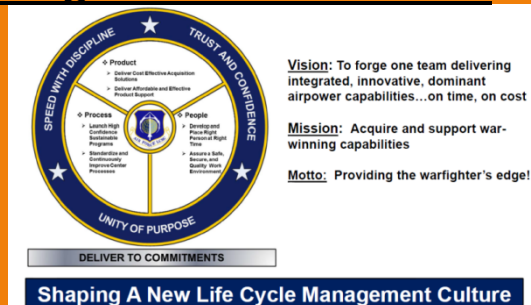 SPEED WITH DISCIPLINE
TRUST AND CONFIDENCE
UNITY OF PURPOSE
❖ Product
➢ Deliver Cost Effective Acquisition
Solutions
➢ Deliver Affordable and Effective
Product Support
❖ Process
➢ Launch High
Confidence
Sustainable
Programs
➢ Standardize and
Continuously
Improve Center
Processes
❖ People
➢ Develop and
Place Right
Person at Right
Time
➢ Assure a Safe,
Secure, and
Quality Work
Environment
DELIVER TO COMMITMENTS
Vision: To forge one team delivering
integrated, innovative, dominant
airpower capabilities…on time, on cost
Mission: Acquire and support war-
winning capabilities
Motto: Providing the warfighter's edge!
Shaping A New Life Cycle Management Culture